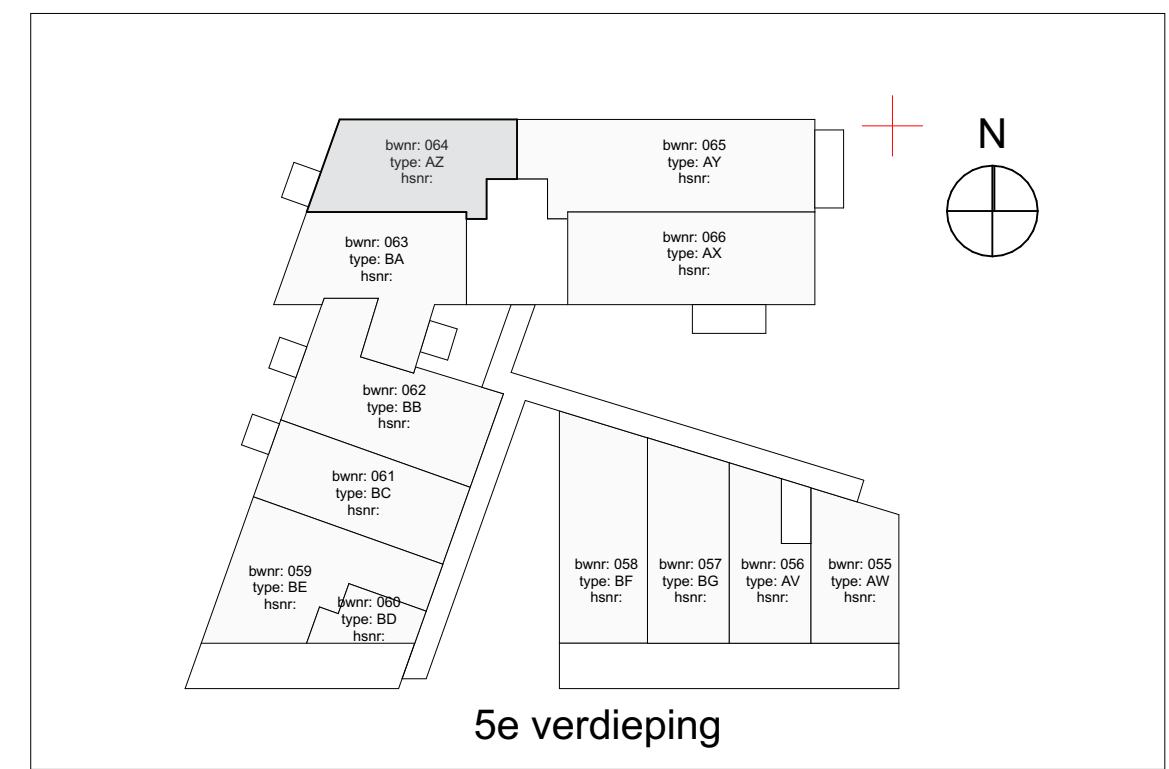 N
bwnr: 064
type: AZ
hsnr:
bwnr: 065
type: AY
hsnr:
bwnr: 063
type: BA
hsnr:
bwnr: 066
type: AX
hsnr:
bwnr: 062
type: BB
hsnr:
bwnr: 061
type: BC
hsnr:
bwnr: 059
type: BE
hsnr:
bwnr: 060
type: BD
hsnr:
bwnr: 058
type: BF
hsnr:
bwnr: 057
type: BG
hsnr:
bwnr: 056
type: AV
hsnr:
bwnr: 055
type: AW
hsnr:
5e verdieping